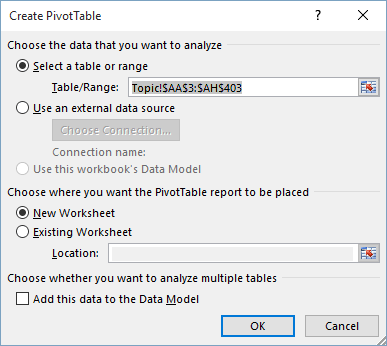 Create PivotTable
? ×
Choose the data that you want to analyze
Select a table or range
Table/Range: Topic!$AA$3:$AH$403
Use an external data source
Choose Connection...
Connection name:
Use this workbook's Data Model
Choose where you want the PivotTable report to be placed
New Worksheet
Existing Worksheet
Location:
Choose whether you want to analyze multiple tables
Add this data to the Data Model
OK Cancel